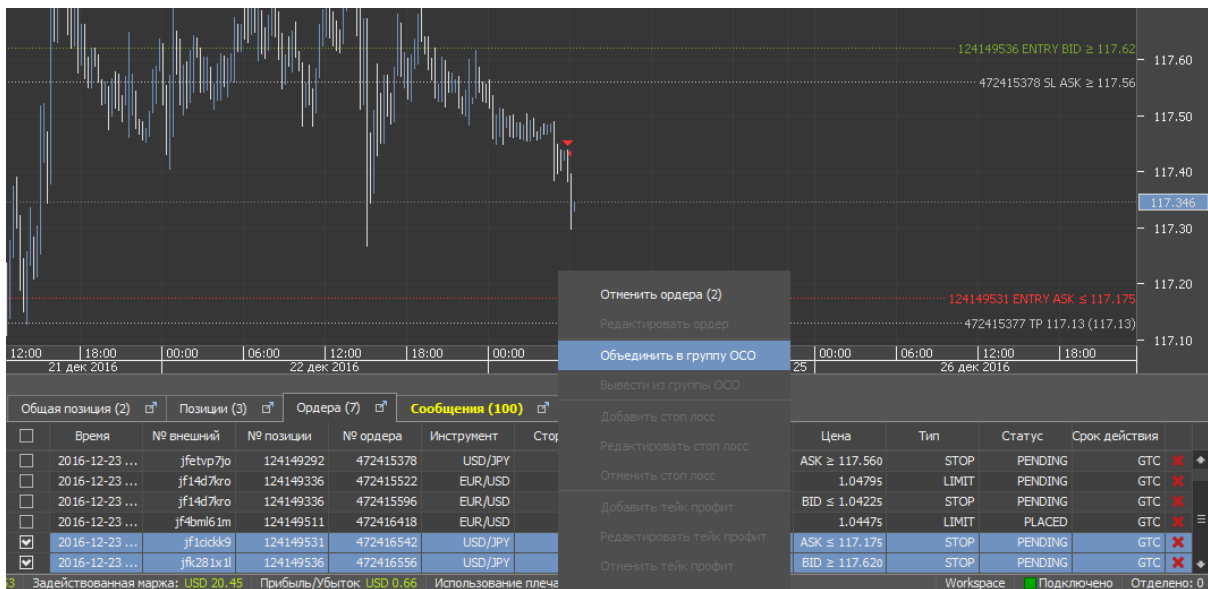 124149536 ENTRY BID ≥ 117.62
117.60
472415378 SL ASK ≥ 117.56
117.50
117.40
117.346
117.30
117.20
124149531 ENTRY ASK ≤ 117.175
472415377 TP 117.13 (117.13)
117.10
12:00 18:00 00:00 06:00 12:00 18:00 00:00 00:00 06:00 12:00 18:00
21 дек 2016 22 дек 2016 25 26 дек 2016
Отменить ордера (2)
Редактировать ордер
Объединить в группу ОСО
Вывести из группы ОСО
Добавить стоп лосс
Редактировать стоп лосс
Отменить стоп лосс
Добавить тейк профит
Редактировать тейк профит
Отменить тейк профит
Общая позиция (2) Позиции (3) Ордера (7) Сообщения (100)
Время № внешний № позиции № ордера Инструмент Стор Цена Тип Статус Срок действия
2016-12-23 ... jfetvp7jo 124149292 472415378 USD/JPY ASK ≥ 117.560 STOP PENDING GTC
2016-12-23 ... jf14d7kro 124149336 472415522 EUR/USD 1.04795 LIMIT PENDING GTC
2016-12-23 ... jf14d7kro 124149336 472415596 EUR/USD BID ≤ 1.04225 STOP PENDING GTC
2016-12-23 ... jf4bml61m 124149511 472416418 EUR/USD 1.04475 LIMIT PLACED GTC
2016-12-23 ... jf1cickk9 124149531 472416542 USD/JPY ASK ≤ 117.175 STOP PENDING GTC
2016-12-23 ... jfk281x1l 124149536 472416556 USD/JPY BID ≥ 117.620 STOP PENDING GTC
Задействованная маржа: USD 20.45 Прибыль/Убыток USD 0.66 Использование плеча Workspace Подключено Отделено: 0